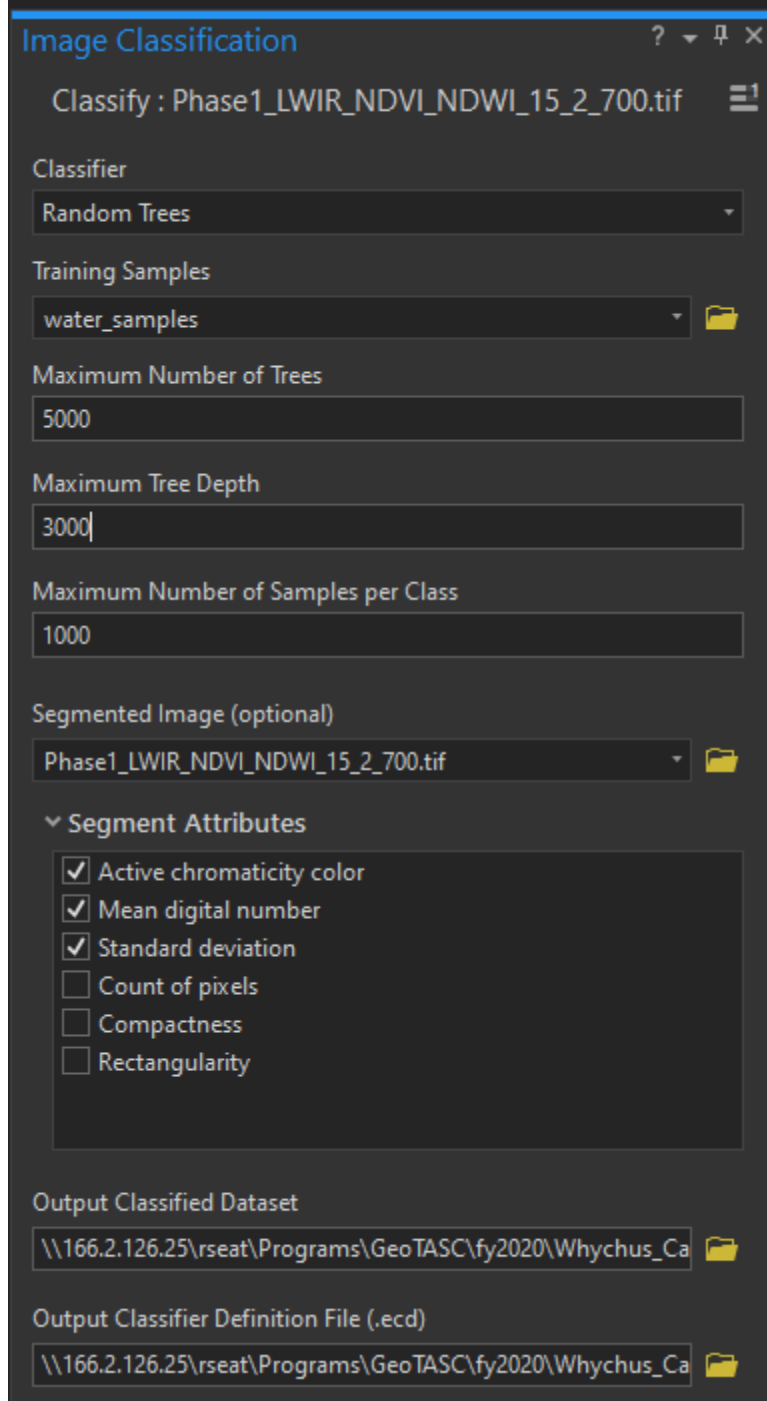 Image Classification
Classify : Phase1_LWIR_NDVI_NDWI_15_2_700.tif
Classifier
Random Trees
Training Samples
water_samples
Maximum Number of Trees
5000
Maximum Tree Depth
3000
Maximum Number of Samples per Class
1000
Segmented Image (optional)
Phase1_LWIR_NDVI_NDWI_15_2_700.tif
Segment Attributes
Active chromaticity color
Mean digital number
Standard deviation
Count of pixels
Compactness
Rectangularity
Output Classified Dataset
\\166.2.126.25\rseat\Programs\GeoTASC\fy2020\Whychus_Ca
Output Classifier Definition File (.ecd)
\\166.2.126.25\rseat\Programs\GeoTASC\fy2020\Whychus_Ca